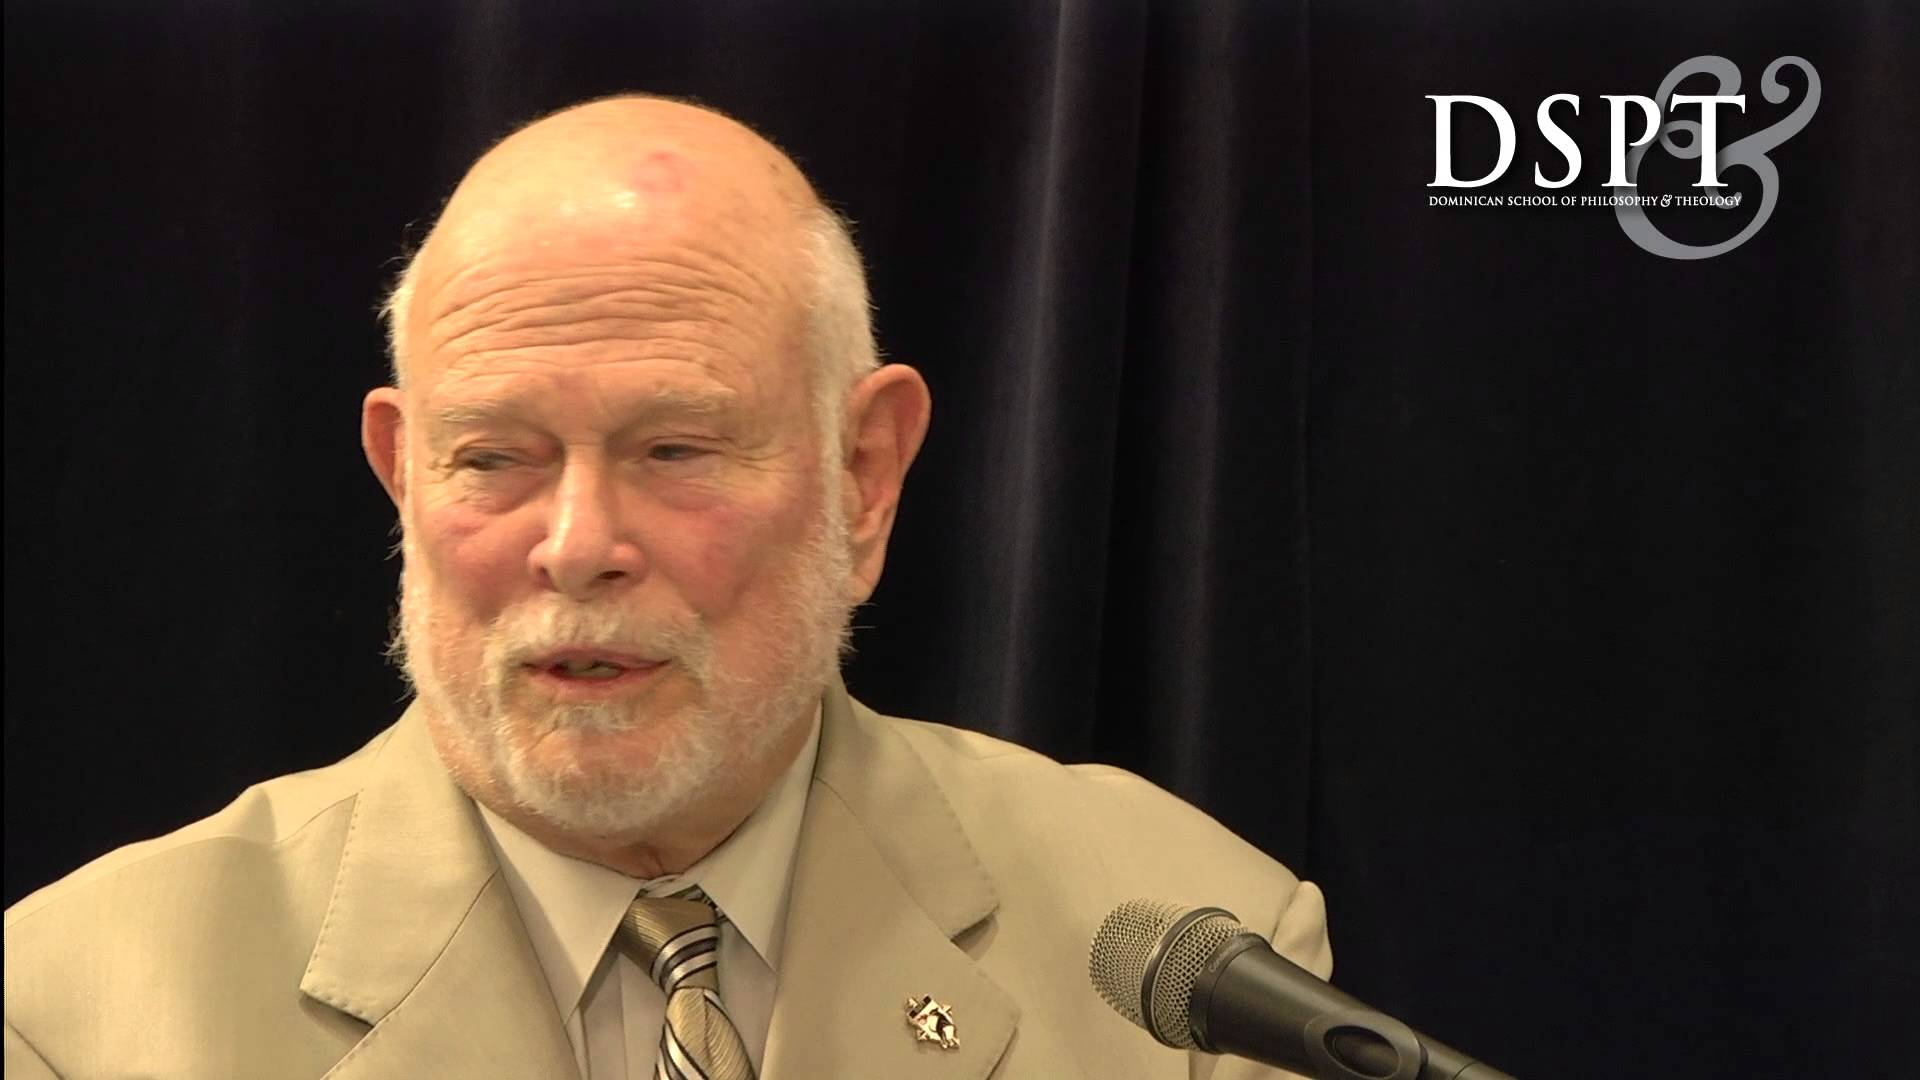 DSPT
DOMINICAN SCHOOL OF PHILOSOPHY & THEOLOGY